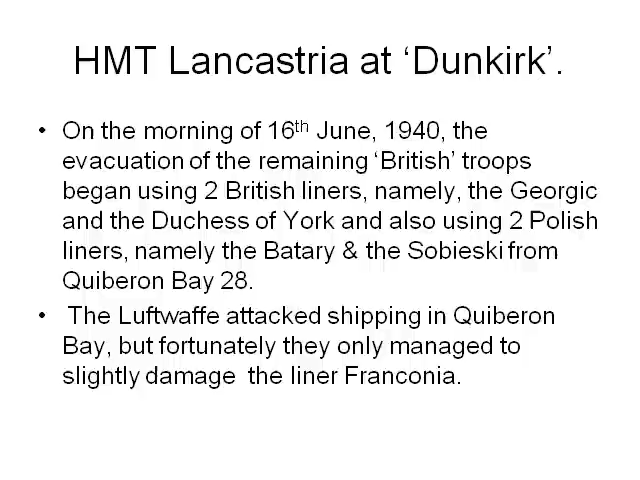 HMT Lancastria at ‘Dunkirk’.
• On the morning of 16th June, 1940, the
evacuation of the remaining ‘British’ troops
began using 2 British liners, namely, the Georgic
and the Duchess of York and also using 2 Polish
liners, namely the Batary & the Sobieski from
Quiberon Bay 28.
• The Luftwaffe attacked shipping in Quiberon
Bay, but fortunately they only managed to
slightly damage the liner Franconia.